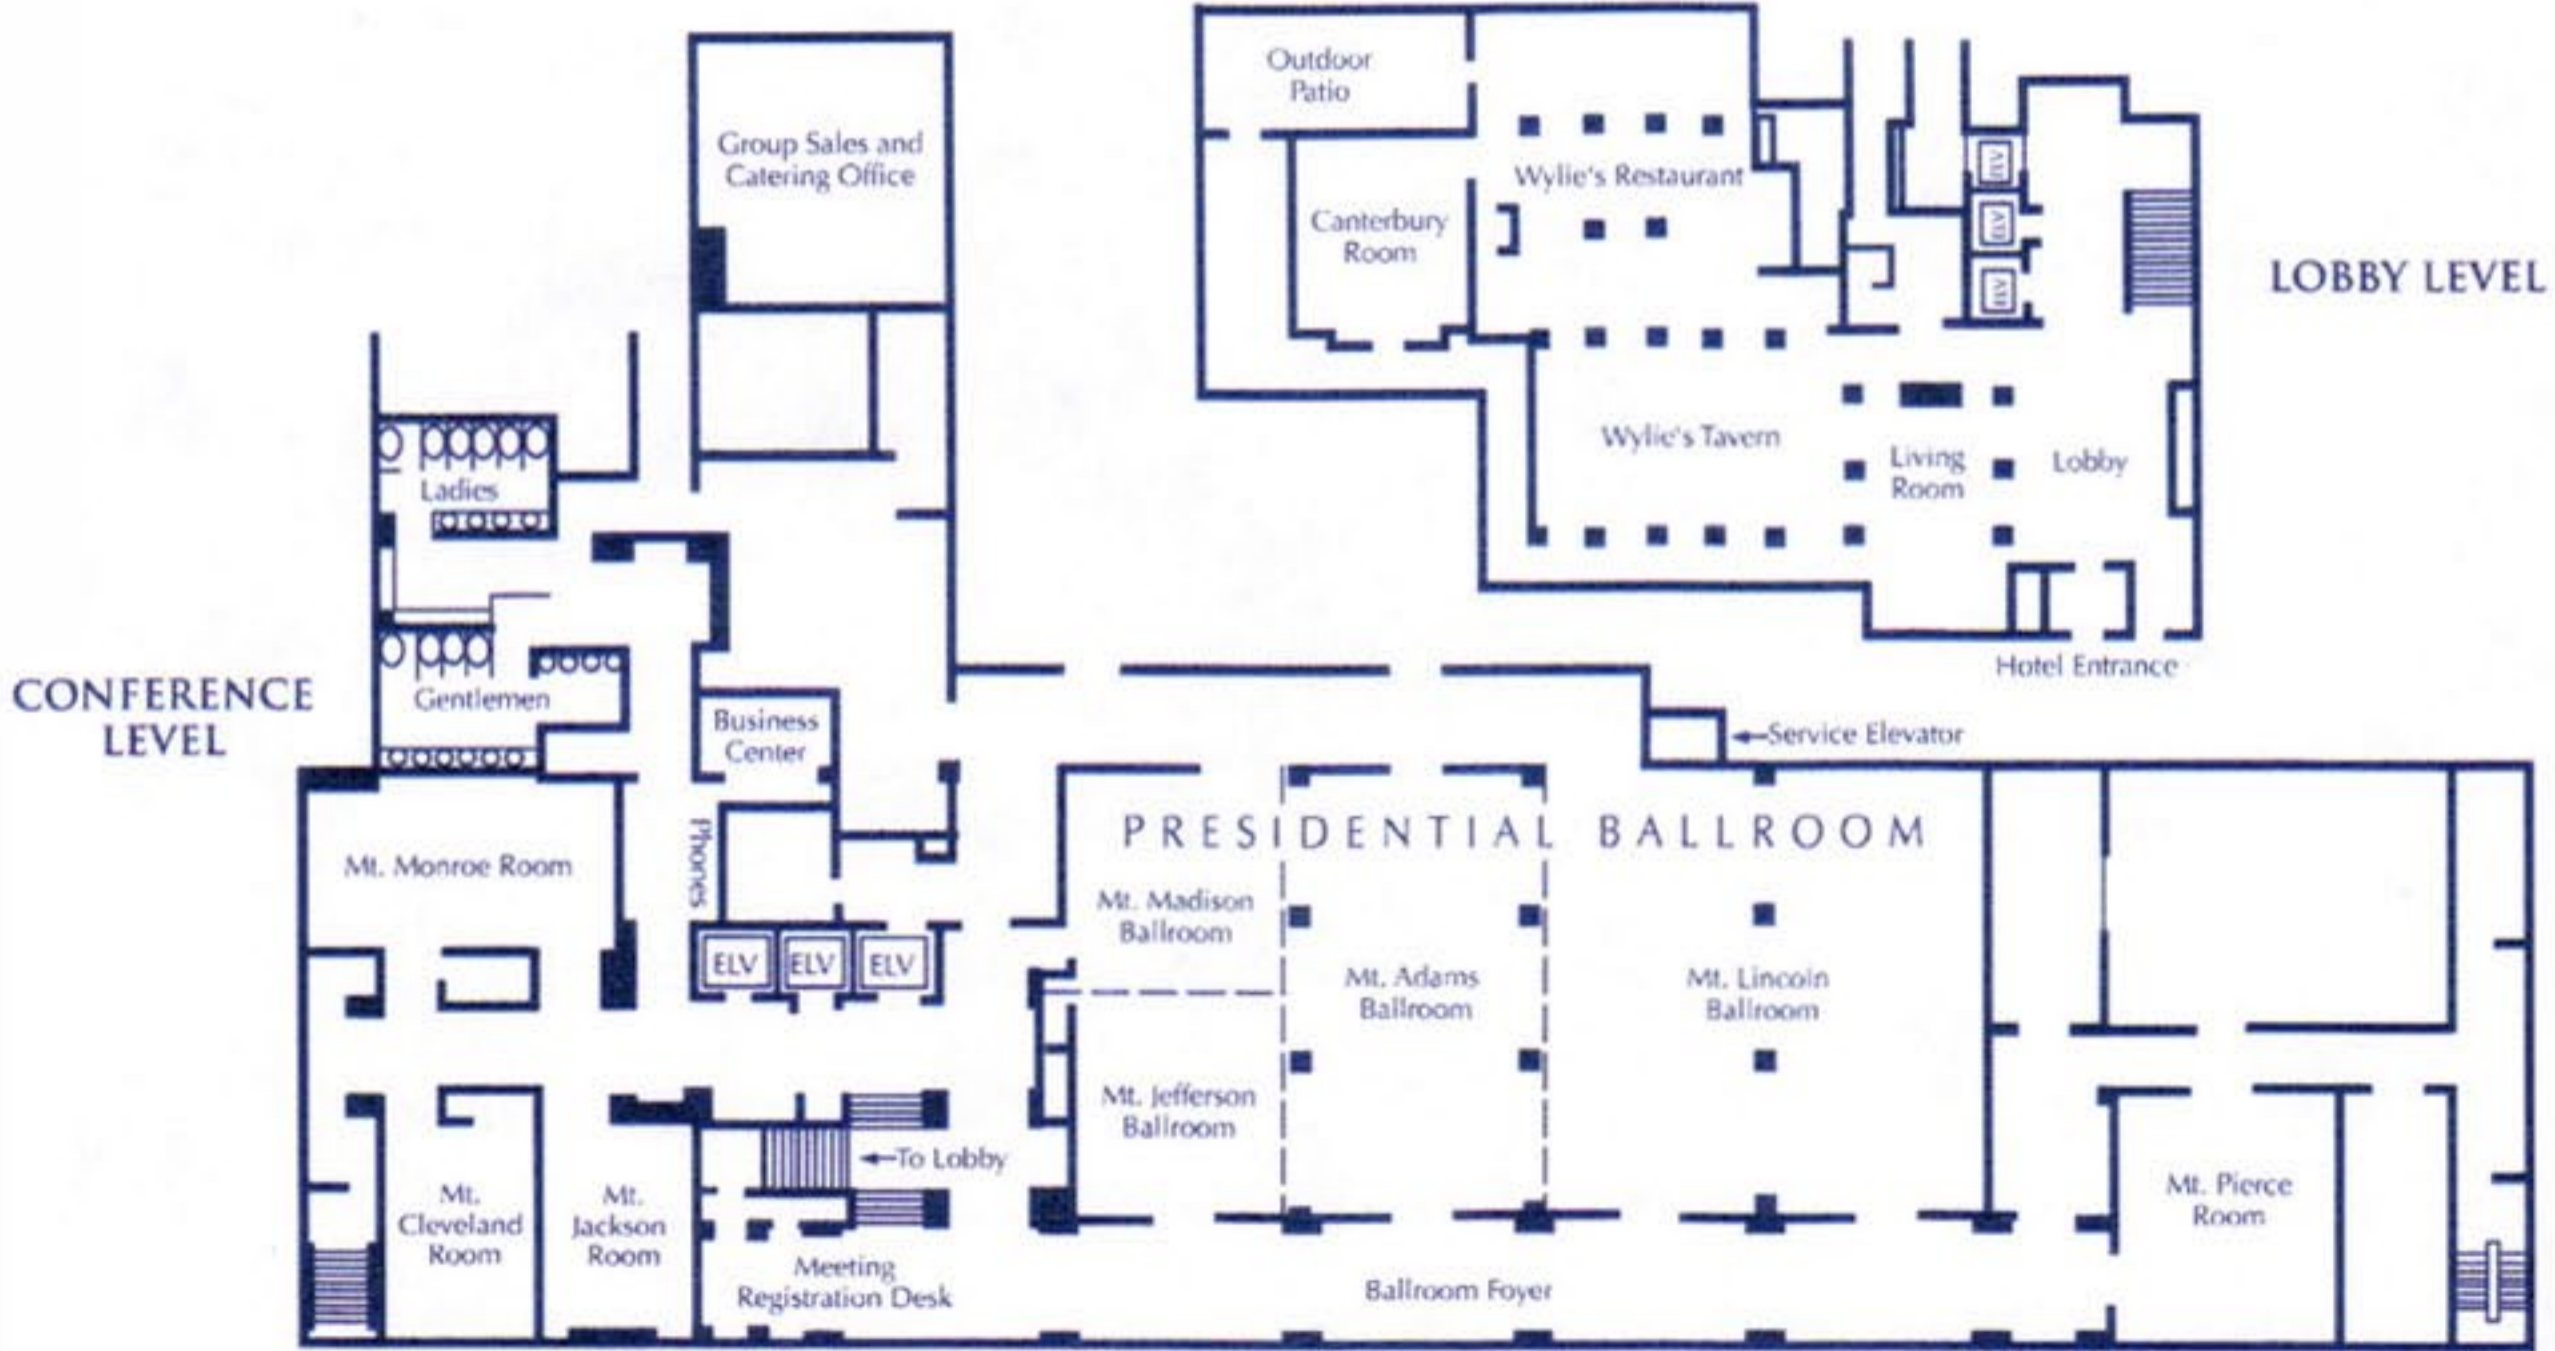 Outdoor
Patio
Group Sales and
Catering Office
Wylie's Restaurant
Canterbury
Room
ELV
ELV
ELV
LOBBY LEVEL
Wylie's Tavern
Living
Room
Lobby
Ladies
Hotel Entrance
CONFERENCE
LEVEL
Gentlemen
Business
Center
Service Elevator
PRESIDENTIAL BALLROOM
Mt. Monroe Room
Phones
Mt. Madison
Ballroom
ELV
ELV
ELV
Mt. Adams
Ballroom
Mt. Lincoln
Ballroom
Mt. Jefferson
Ballroom
To Lobby
Mt.
Cleveland
Room
Mt.
Jackson
Room
Mt. Pierce
Room
Meeting
Registration Desk
Ballroom Foyer